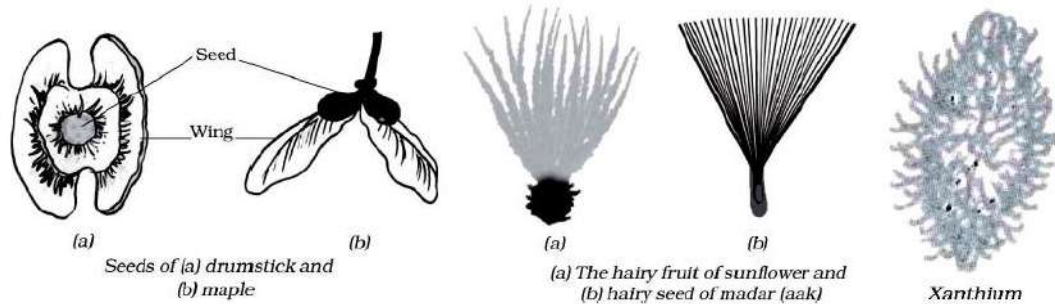 Seed
Wing
(a)
(b)
Seeds of (a) drumstick and
(b) maple
(a)
(b)
(a) The hairy fruit of sunflower and
(b) hairy seed of madar (aak)
Xanthium